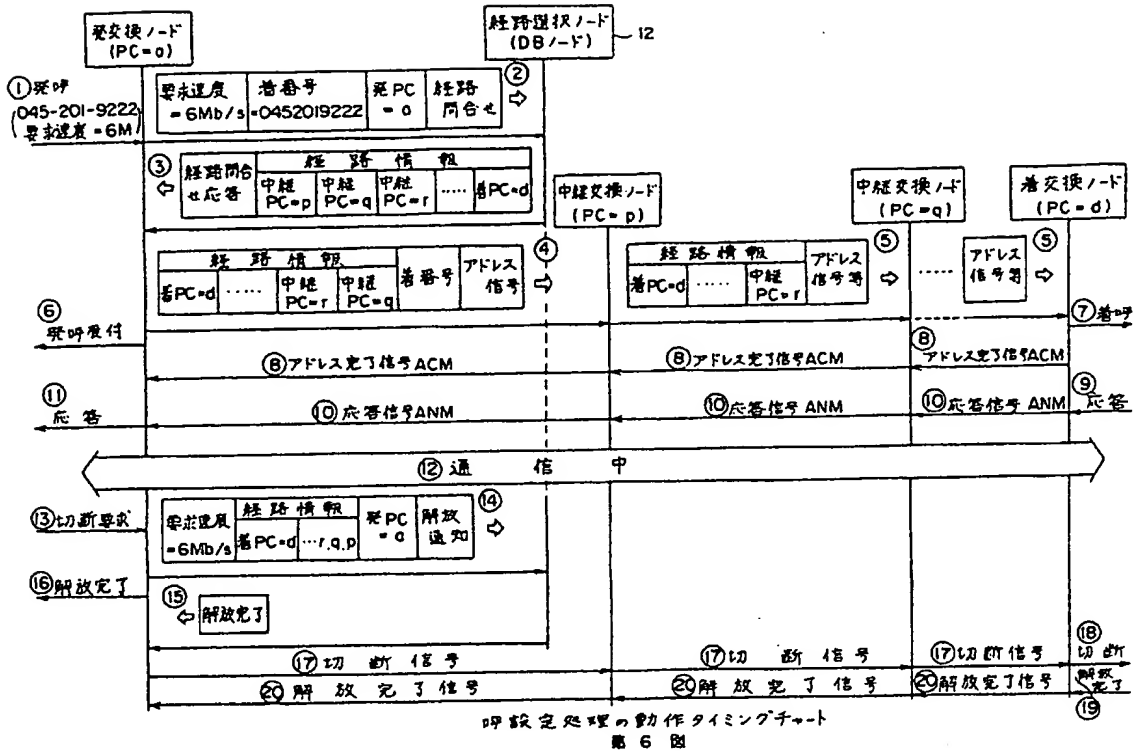 発交換ノード
(PC=a)
経路選択ノード
(DBノード)
12
①発呼
045-201-9222
要求速度=6M
要求速度
=6Mb/s
着番号
=0452019222
発PC
=a
経路
問合せ
②
③
経路問合
せ応答
経路情報
中継
PC=p
中継
PC=q
中継
PC=r
.....
着PC=d
中継交換ノード
(PC=p)
中継交換ノード
(PC=q)
着交換ノード
(PC=d)
経路情報
着PC=d
.....
中継
PC=r
中継
PC=q
着番号
アドレス
信号
④
経路情報
着PC=d
.....
中継
PC=r
アドレス
信号等
⑤
......
アドレス
信号等
⑤
⑥
発呼受付
⑦着呼
⑧アドレス完了信号ACM
⑧アドレス完了信号ACM
⑧
アドレス完了信号ACM
⑪
応答
⑩応答信号ANM
⑩応答信号ANM
⑩応答信号ANM
⑨
応答
⑫通信中
⑬切断要求
要求速度
=6Mb/s
経路情報
着PC=d
…r,q,p
発PC
=a
解放
通知
⑭
⑯解放完了
⑮
解放完了
⑰切断信号
⑰切断信号
⑰切断信号
⑱
切断
⑳解放完了信号
⑳解放完了信号
⑳解放完了信号
解放
完了
⑲
呼設定処理の動作タイミングチャート
第6図